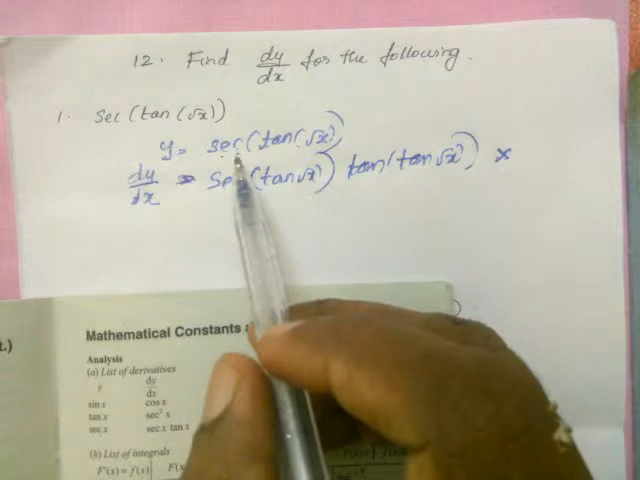 12. Find dy/dx for the following.
1. Sec(tan(√x))
y = sec(tan(√x))
dy/dx = (tan√x) tan(tan√x) ×
t.)
Mathematical Constants
Analysis
(a) List of derivatives
y dy/dx
sin x cos x
tan x sec² x
sec x sec x tan x
(b) List of integrals
F'(x) = f(x)